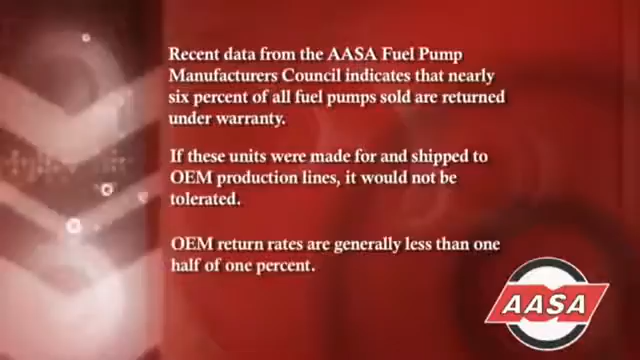 Recent data from the AASA Fuel Pump
Manufacturers Council indicates that nearly
six percent of all fuel pumps sold are returned
under warranty.
If these units were made for and shipped to
OEM production lines, it would not be
tolerated.
OEM return rates are generally less than one
half of one percent.
AASA